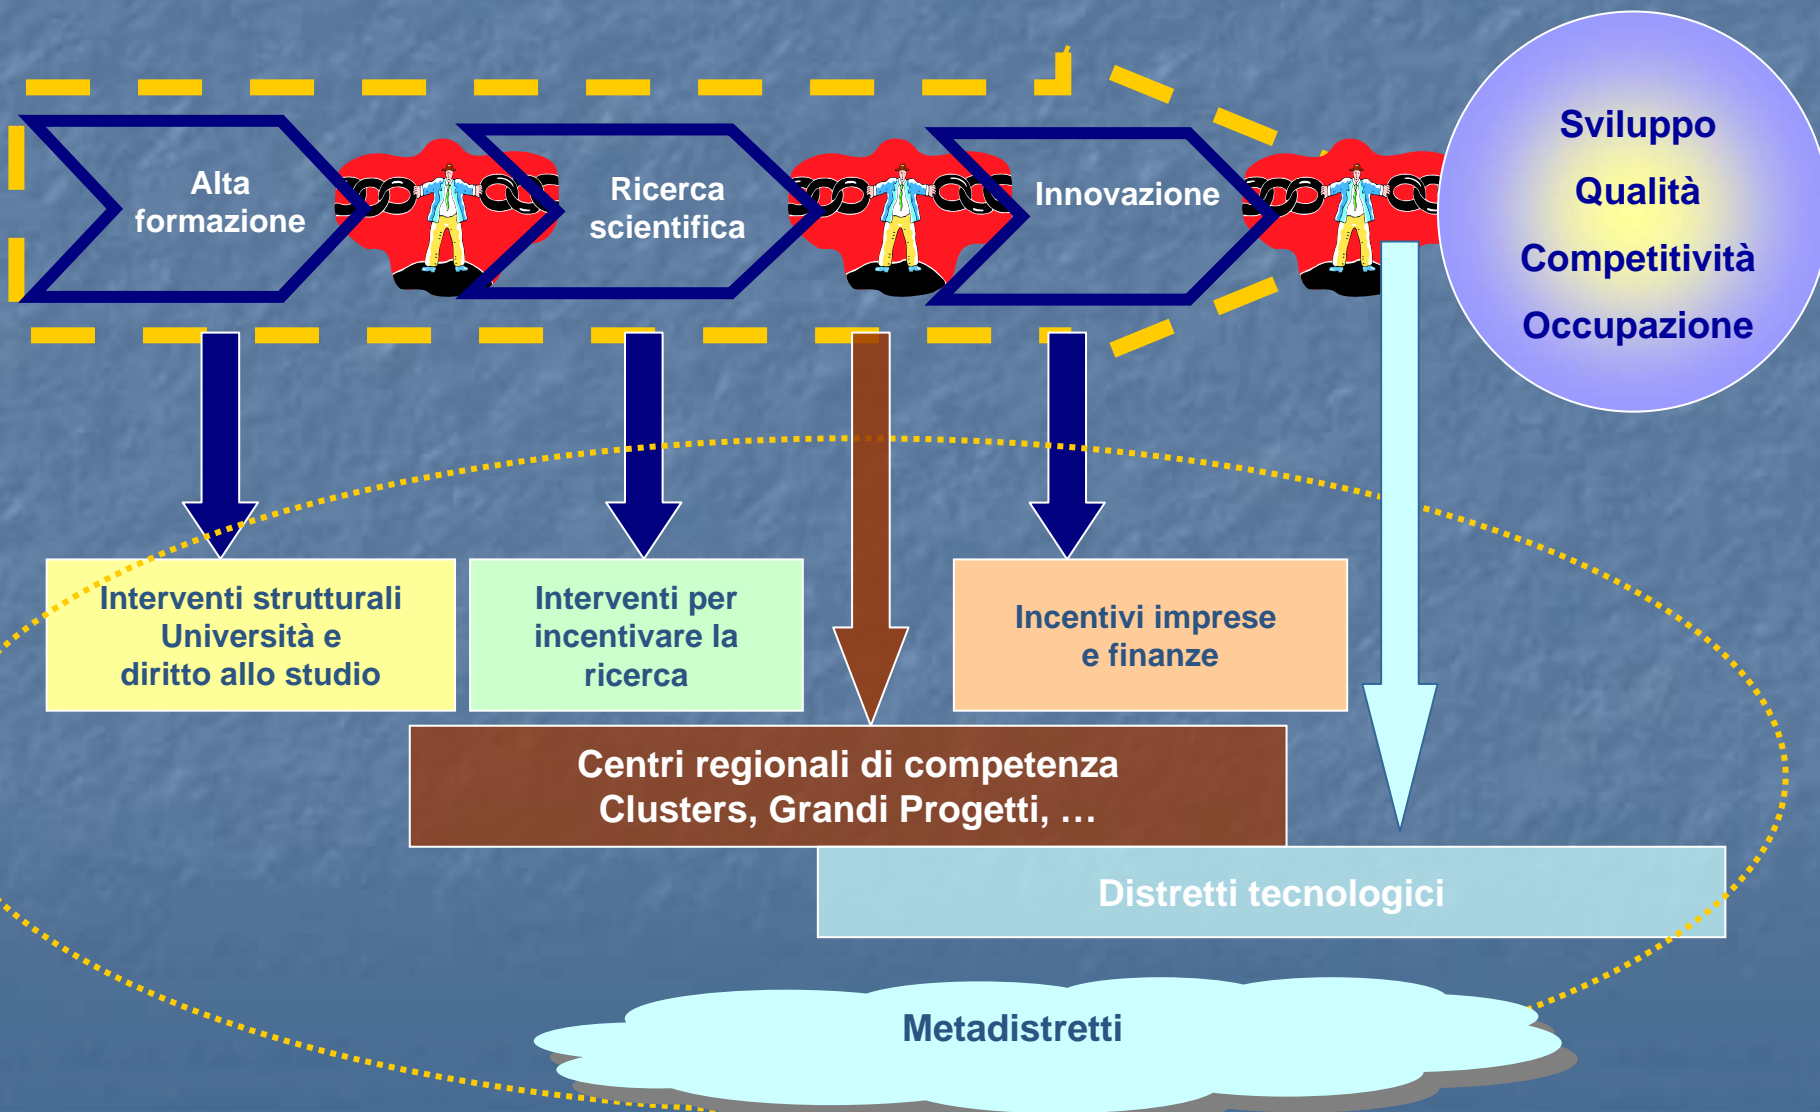 Alta
formazione
Ricerca
scientifica
Innovazione
Sviluppo
Qualità
Competitività
Occupazione
Interventi strutturali
Università e
diritto allo studio
Interventi per
incentivare la
ricerca
Incentivi imprese
e finanze
Centri regionali di competenza
Clusters, Grandi Progetti, …
Distretti tecnologici
Metadistretti